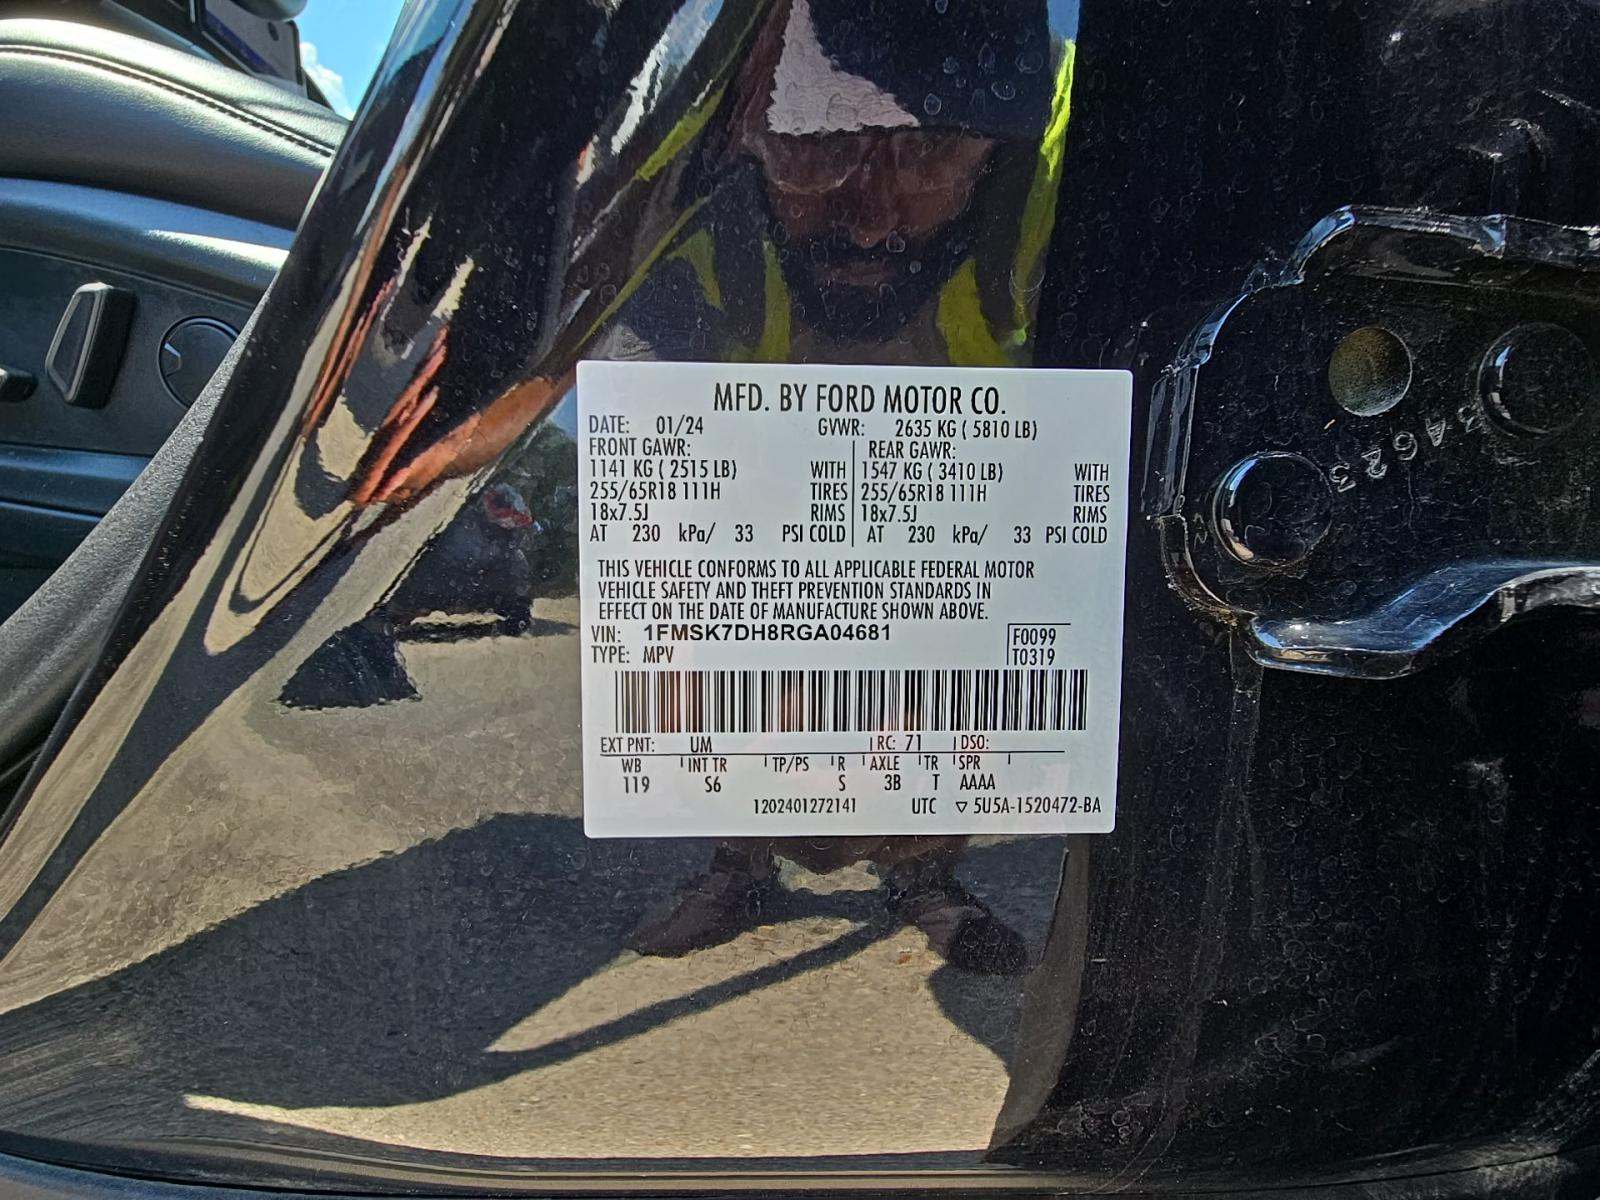 MFD. BY FORD MOTOR CO.
DATE: 01/24 GVWR: 2635 KG ( 5810 LB)
FRONT GAWR: REAR GAWR:
1141 KG ( 2515 LB) WITH 1547 KG ( 3410 LB) WITH
255/65R18 111H TIRES 255/65R18 111H TIRES
18x7.5J RIMS 18x7.5J RIMS
AT 230 kPa/ 33 PSI COLD AT 230 kPa/ 33 PSI COLD
THIS VEHICLE CONFORMS TO ALL APPLICABLE FEDERAL MOTOR
VEHICLE SAFETY AND THEFT PREVENTION STANDARDS IN
EFFECT ON THE DATE OF MANUFACTURE SHOWN ABOVE.
VIN: 1FMSK7DH8RGA04681 F0099
TYPE: MPV T0319
EXT PNT: UM RC: 71 DSO:
WB INT TR TP/PS R AXLE TR SPR
119 S6 S 3B T AAAA
1202401272141 UTC ▽ 5U5A-1520472-BA